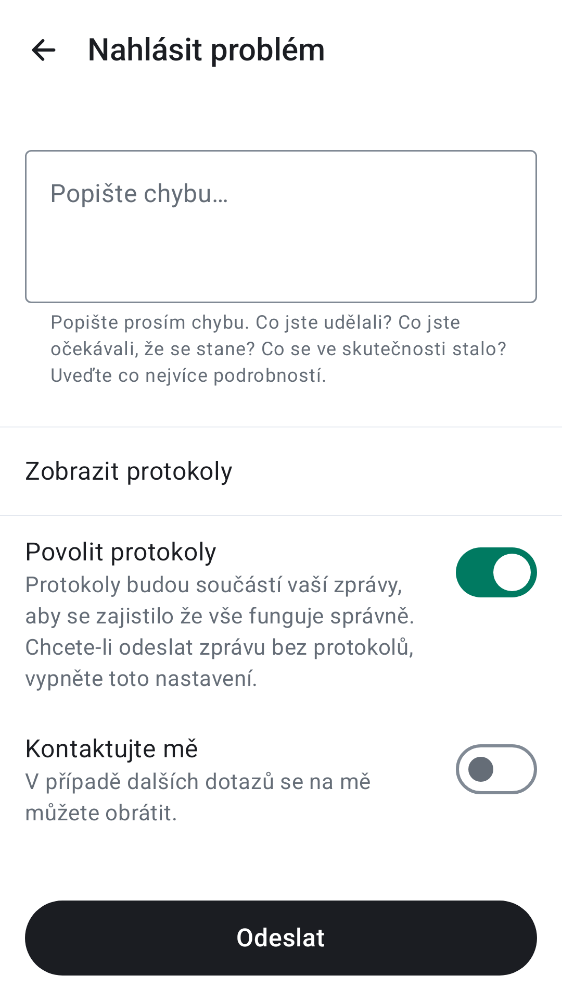 Nahlásit problém
Popište chybu…
Popište prosím chybu. Co jste udělali? Co jste
očekávali, že se stane? Co se ve skutečnosti stalo?
Uveďte co nejvíce podrobností.
Zobrazit protokoly
Povolit protokoly
Protokoly budou součástí vaší zprávy,
aby se zajistilo že vše funguje správně.
Chcete-li odeslat zprávu bez protokolů,
vypněte toto nastavení.
Kontaktujte mě
V případě dalších dotazů se na mě
můžete obrátit.
Odeslat